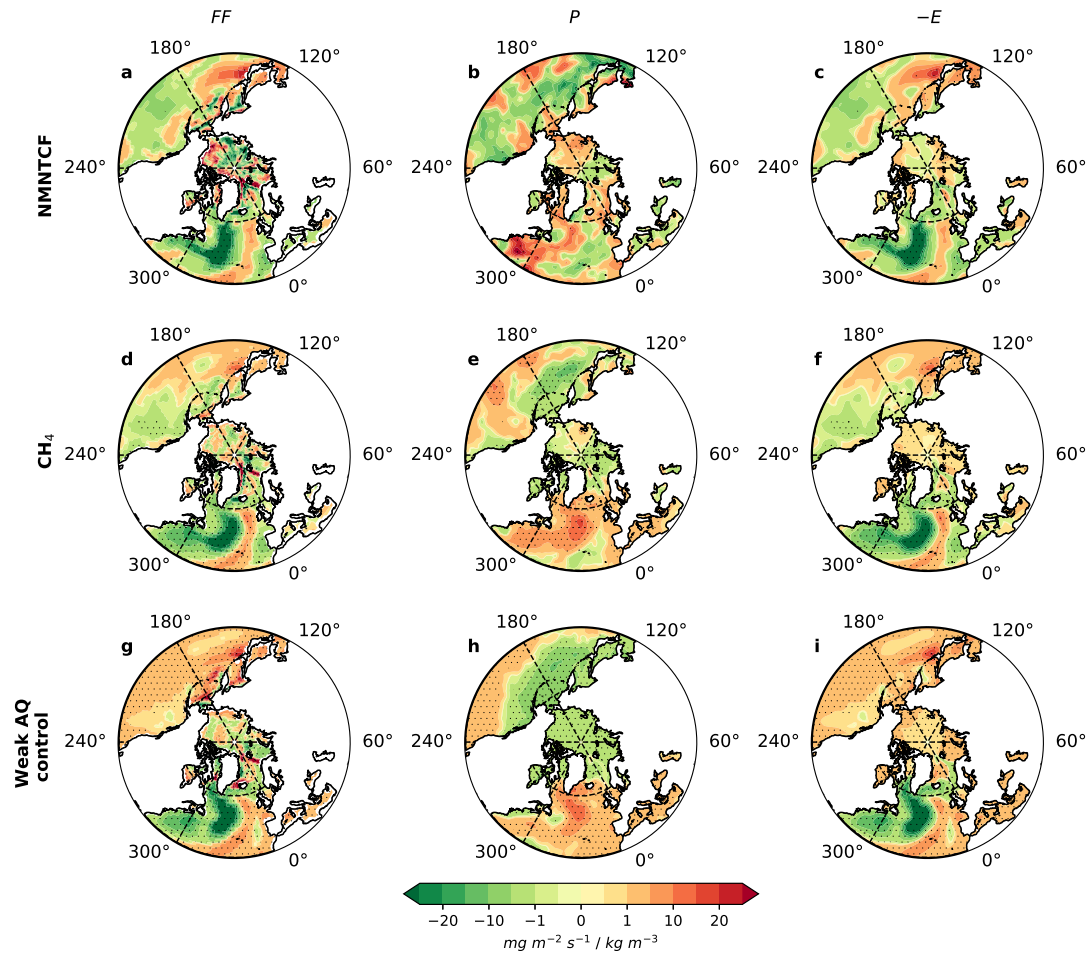 FF P −E
180° 120° 180° 120° 180° 120°
a b c
NMNTCF
240° 60° 240° 60° 240° 60°
300° 0° 300° 0° 300° 0°
180° 120° 180° 120° 180° 120°
d e f
CH₄
240° 60° 240° 60° 240° 60°
300° 0° 300° 0° 300° 0°
180° 120° 180° 120° 180° 120°
g h i
Weak AQ
control
240° 60° 240° 60° 240° 60°
300° 0° 300° 0° 300° 0°
−20 −10 −1 0 1 10 20
mg m⁻² s⁻¹ / kg m⁻³